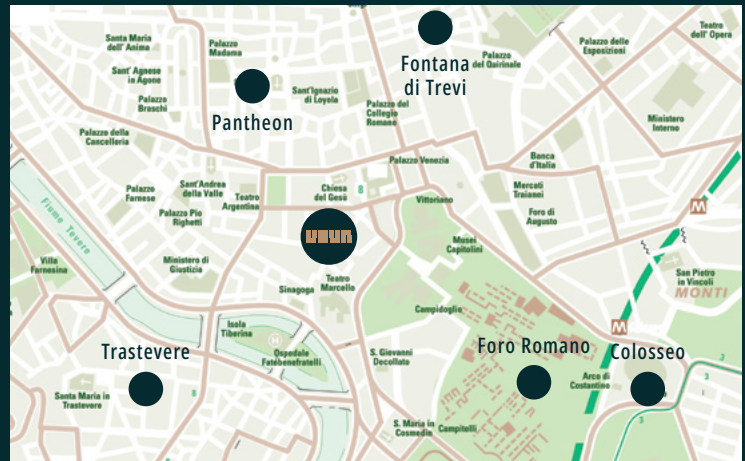 Santa Maria
dell' Anima
Palazzo
Madama
Fontana
di Trevi
Palazzo
del Quirinale
Palazzo delle
Esposizioni
Teatro
dell' Opera
Sant' Agnese
in Agone
Palazzo
Braschi
Pantheon
Sant'Ignazio
di Loyola
Palazzo del
Collegio
Romano
Ministero
Interno
Palazzo della
Cancelleria
Palazzo Venezia
Banca
d'Italia
Palazzo
Farnese
Sant'Andrea
della Valle
Teatro
Argentina
Chiesa
del Gesù
8
Vittoriano
Mercati
Traianei
Foro di
Augusto
M
Fiume Tevere
Palazzo Pio
Righetti
Musei
Capitolini
Villa
Farnesina
Ministero di
Giustizia
Sinagoga
Teatro
Marcello
San Pietro
in Vincoli
MONTI
Campidoglio
M
Isola
Tiberina
H
Ospedale
Fatebenefratelli
Trastevere
S. Giovanni
Decollato
Foro Romano
Colosseo
Arco di
Costantino
3
Santa Maria in
Trastevere
8
S. Maria in
Cosmedin
Campitelli
3